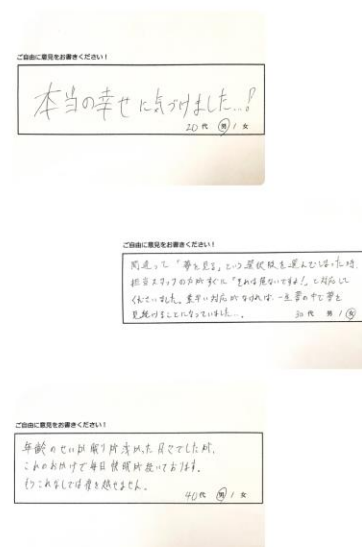 ご自由に意見をお書きください！
本当の幸せに気づけました…！
20代 男 / 女
ご自由に意見をお書きください！
間違って「夢を見る」という選択肢を選んでしまった時、
担当スタッフの方がすぐに「それは見ないですよ！」と対応して
くださいました。素早い対応がなければ、一生夢の中で夢を
見続けることになっていました…。
30代 男 / 女
ご自由に意見をお書きください！
年齢のせいか眠りが浅かった日々でしたが、
これのおかげで毎日快眠が続いております。
もうこれなしでは夜を越せません。
40代 男 / 女